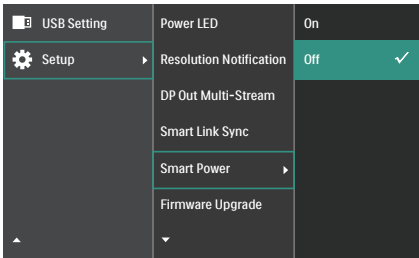 USB Setting
Setup
Power LED
Resolution Notification
DP Out Multi-Stream
Smart Link Sync
Smart Power
Firmware Upgrade
On
Off